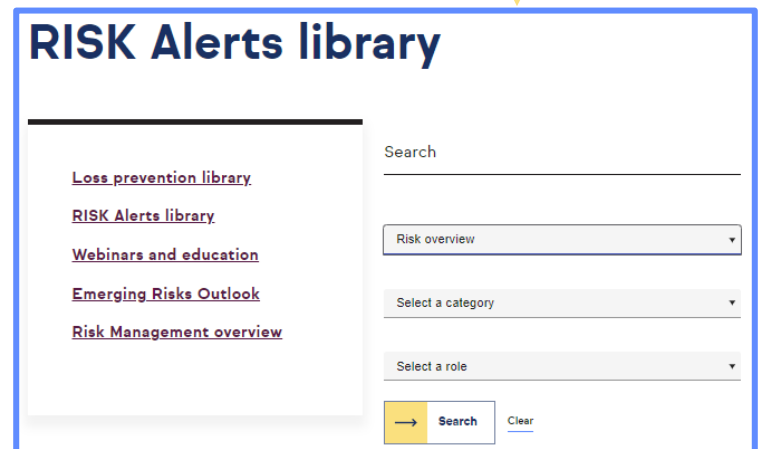 RISK Alerts library
Loss prevention library
RISK Alerts library
Webinars and education
Emerging Risks Outlook
Risk Management overview
Search
Risk overview
Select a category
Select a role
Search
Clear